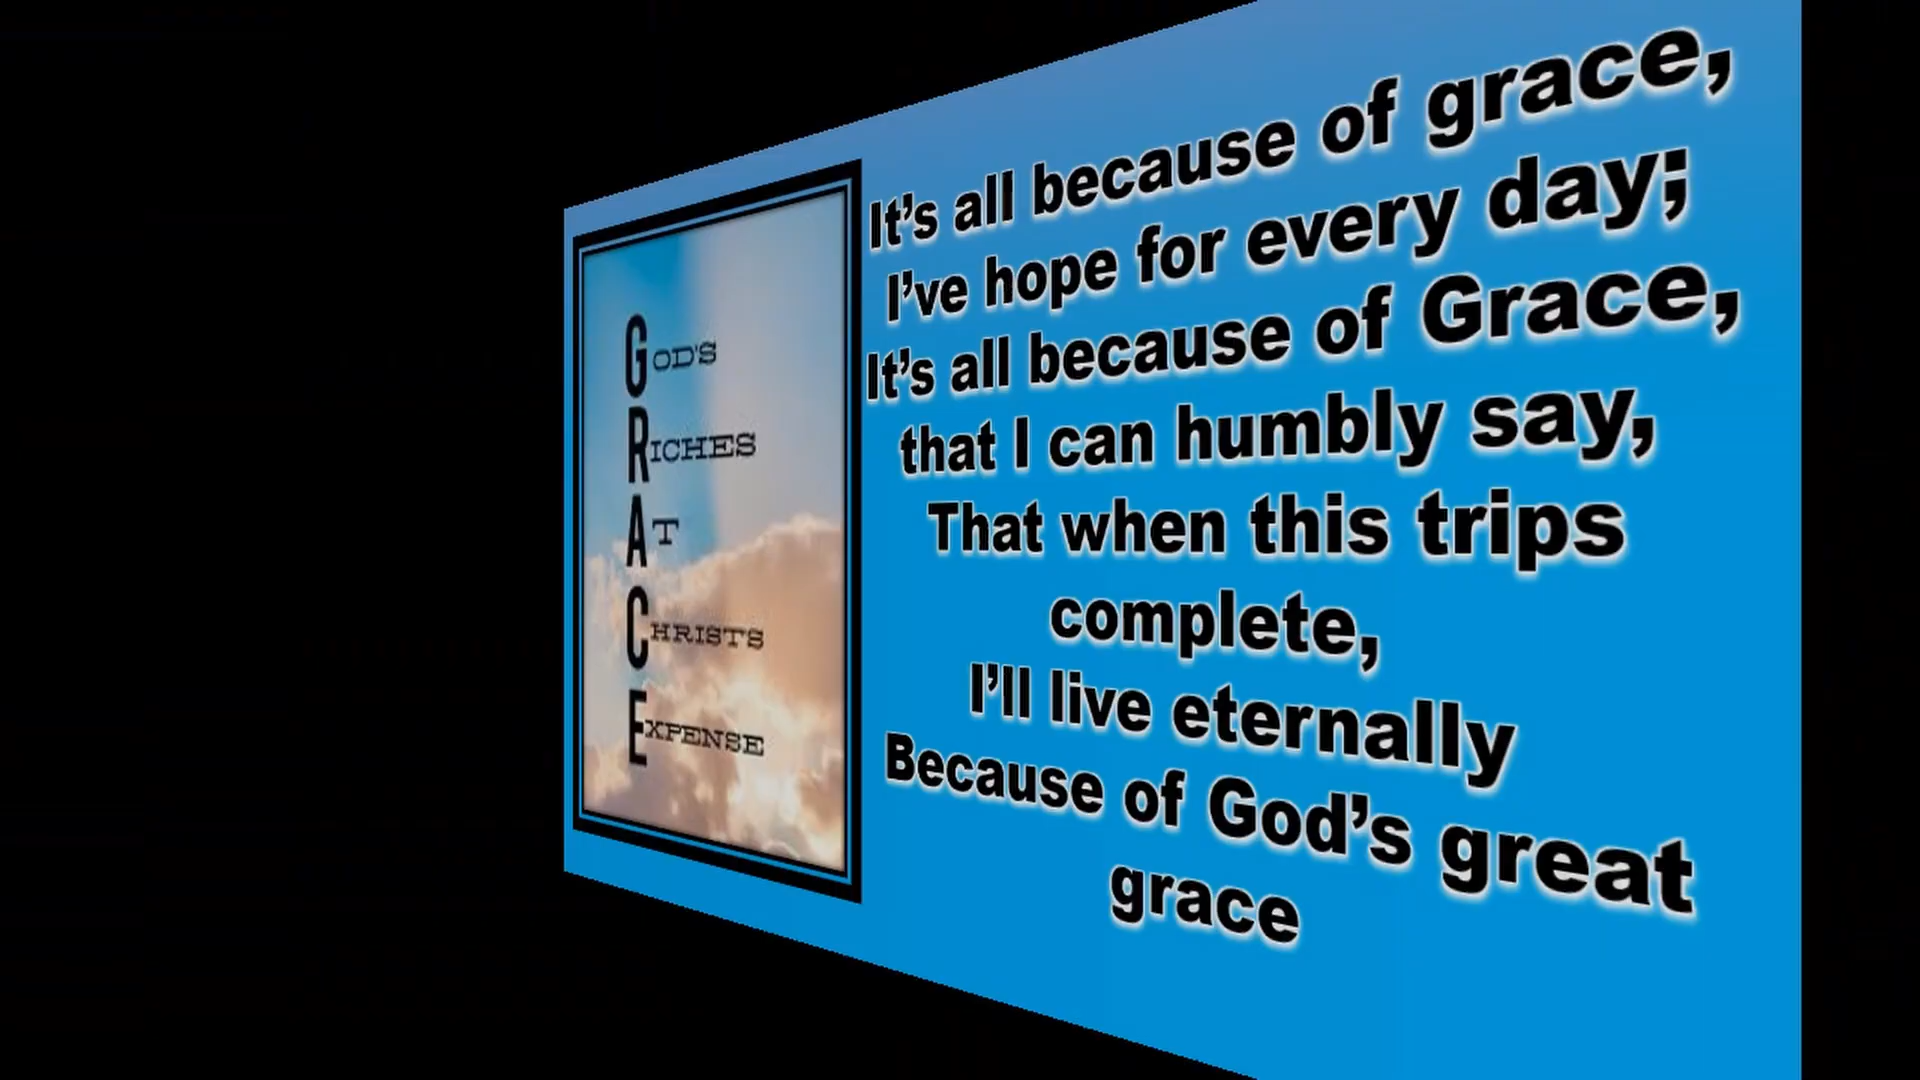 GOD'S
RICHES
AT
CHRISTS
EXPENSE
It's all because of grace,
I've hope for every day;
It's all because of Grace,
that I can humbly say,
That when this trips
complete,
I'll live eternally
Because of God's great
grace